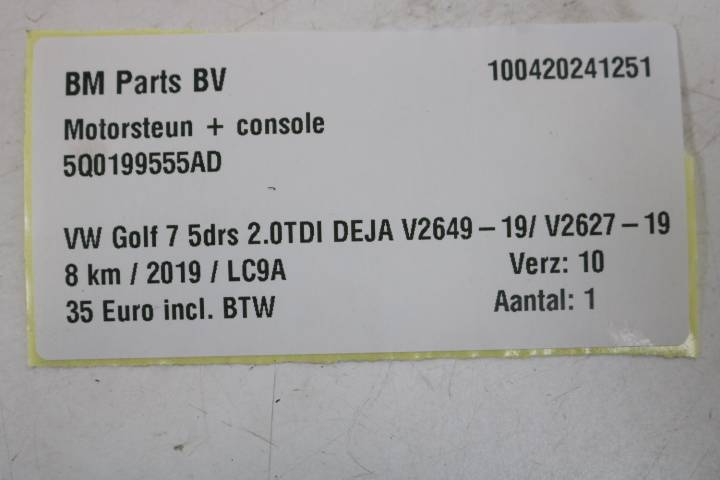 BM Parts BV 100420241251
Motorsteun + console
5Q0199555AD
VW Golf 7 5drs 2.0TDI DEJA V2649-19/ V2627-19
8 km / 2019 / LC9A Verz: 10
35 Euro incl. BTW Aantal: 1